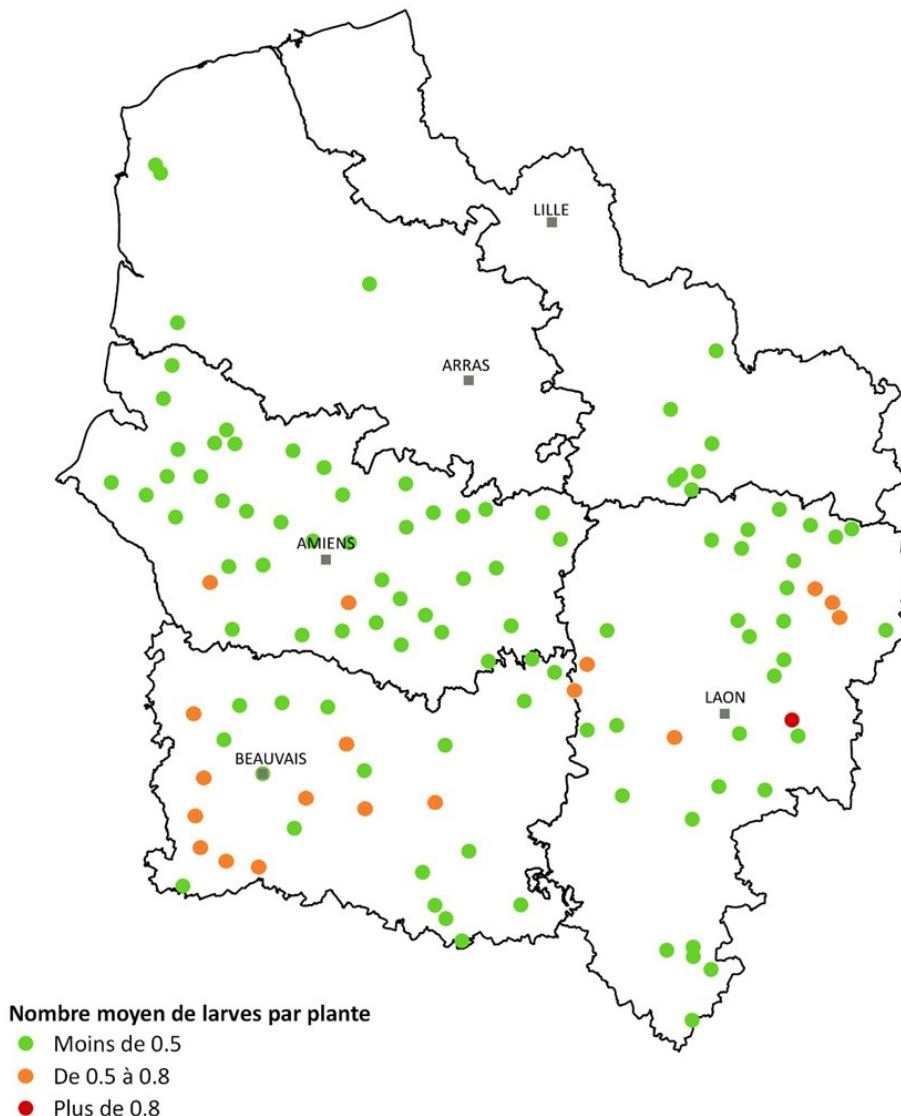 LILLE
ARRAS
AMIENS
LAON
BEAUVAIS
Nombre moyen de larves par plante
Moins de 0.5
De 0.5 à 0.8
Plus de 0.8